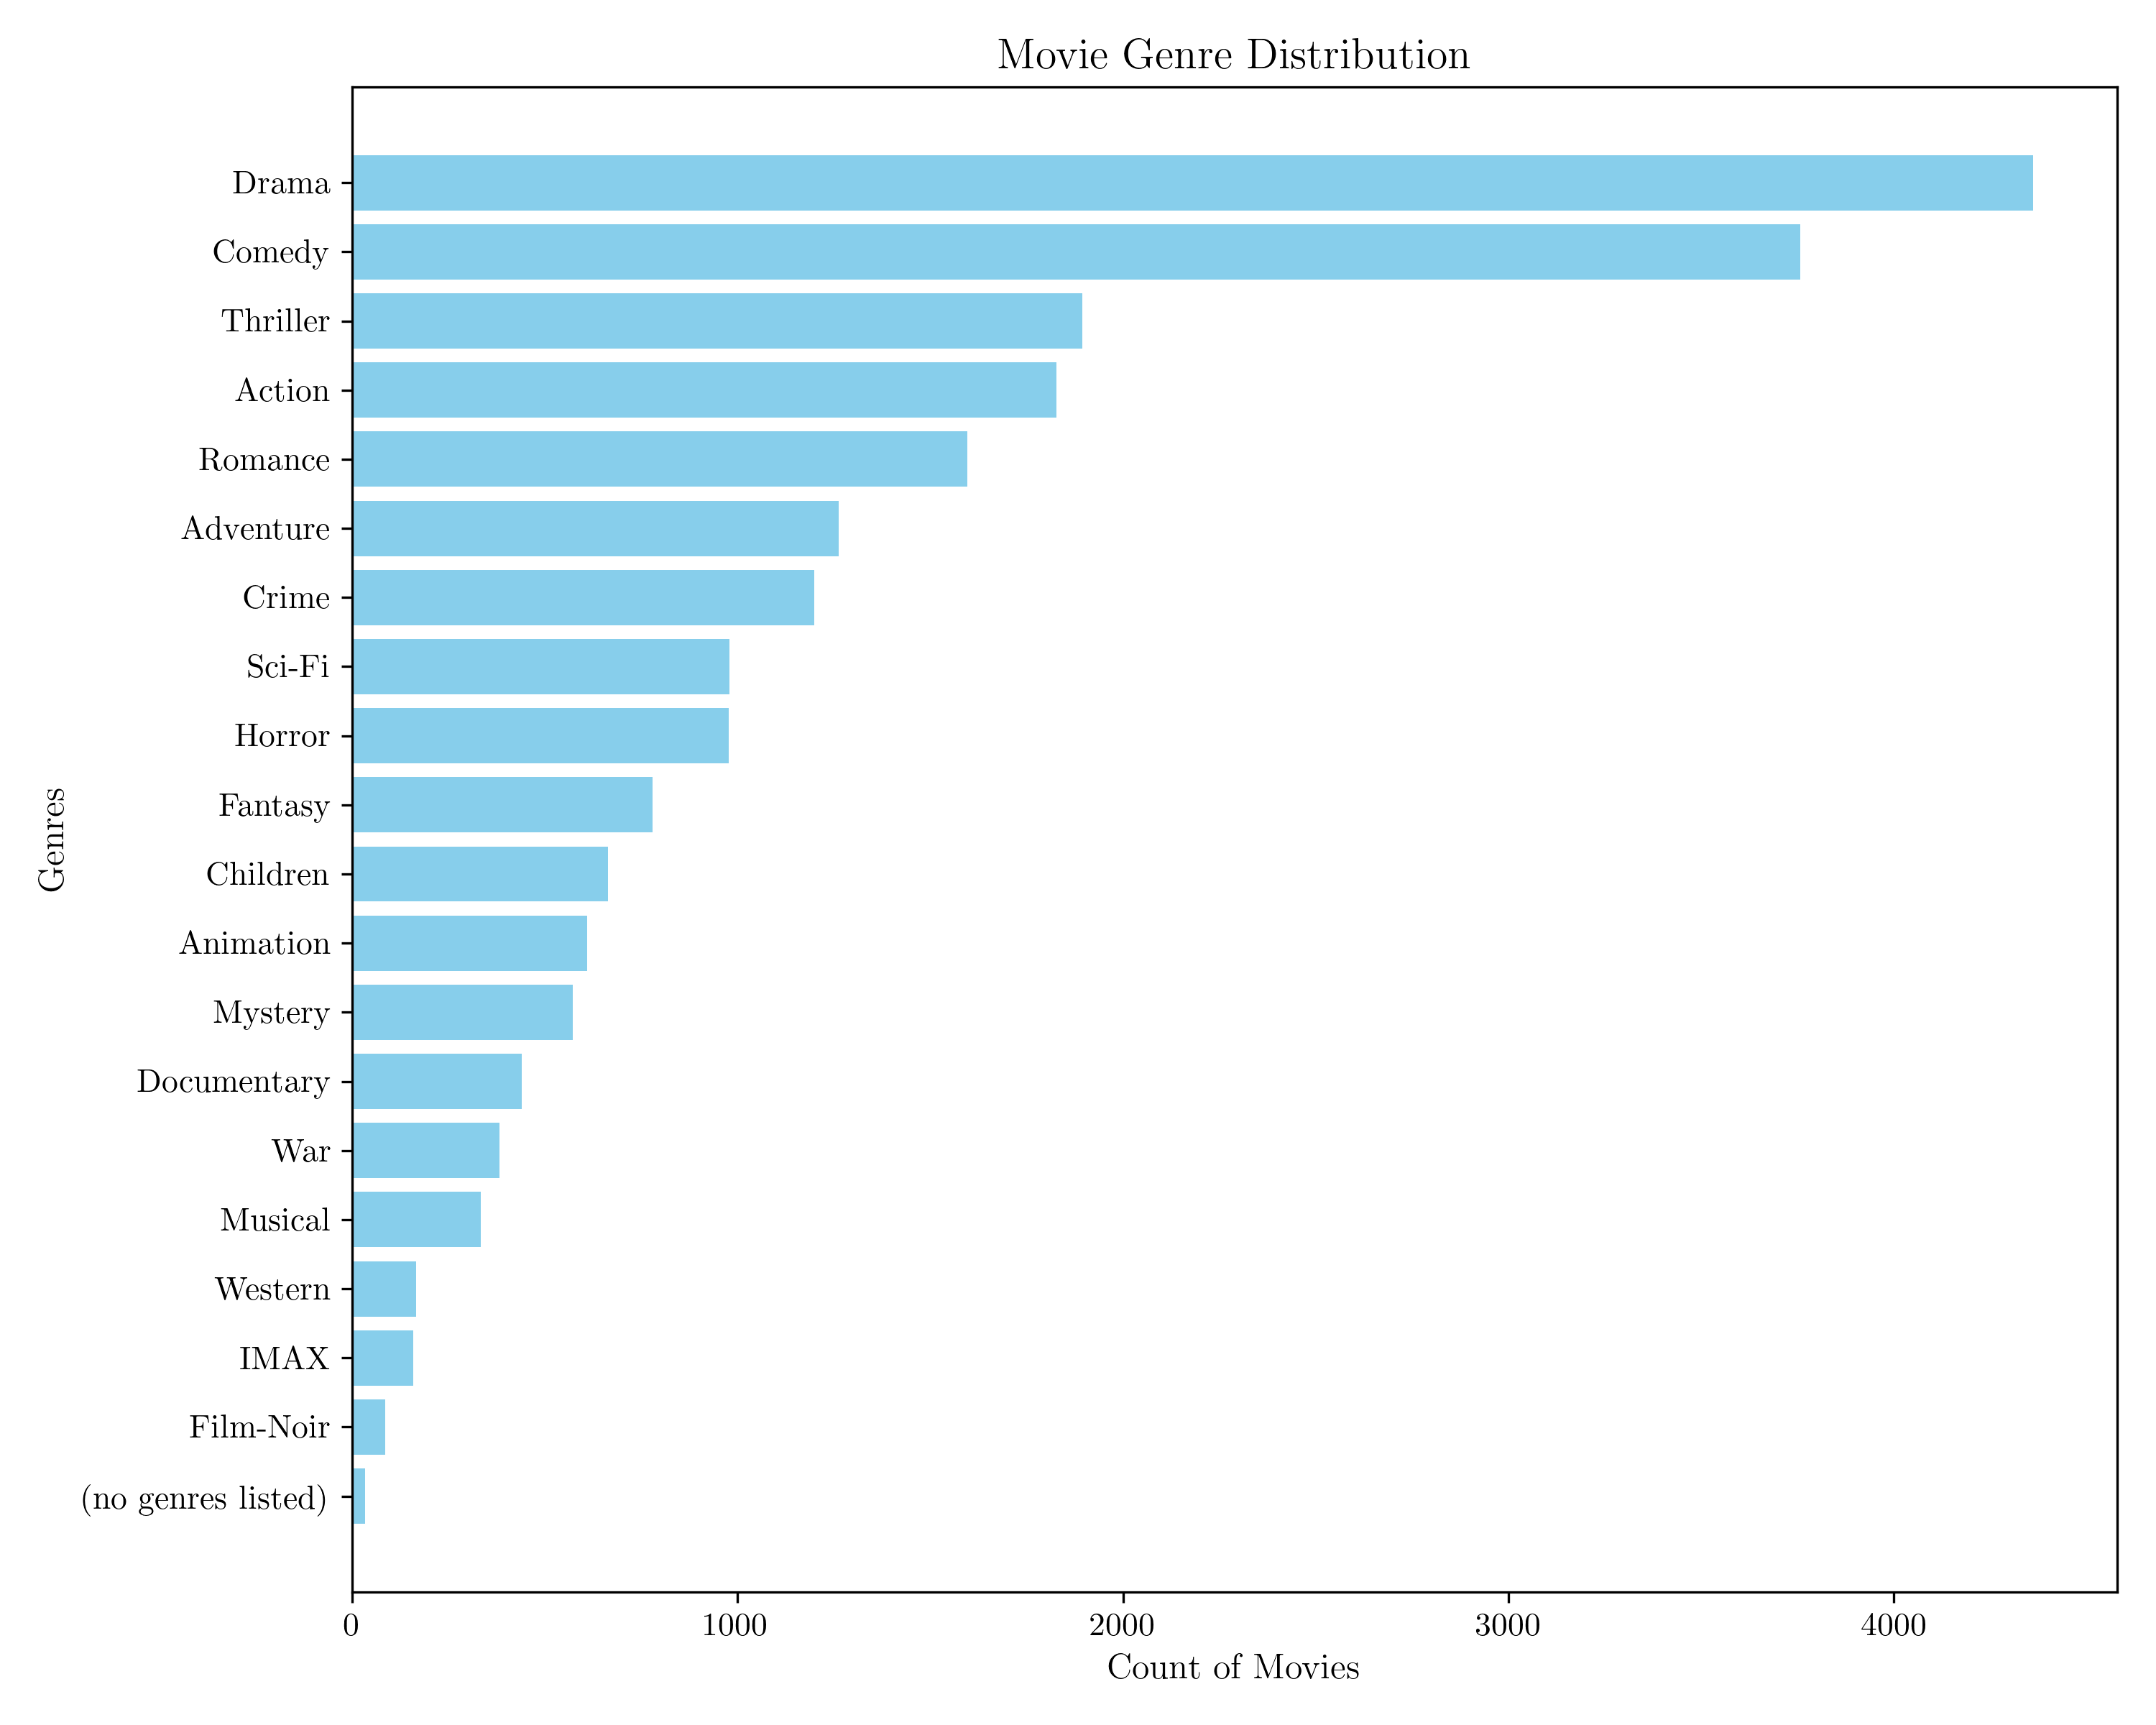 Movie Genre Distribution
Drama
Comedy
Thriller
Action
Romance
Adventure
Crime
Sci-Fi
Horror
Fantasy
Children
Animation
Mystery
Documentary
War
Musical
Western
IMAX
Film-Noir
(no genres listed)
Genres
0 1000 2000 3000 4000
Count of Movies